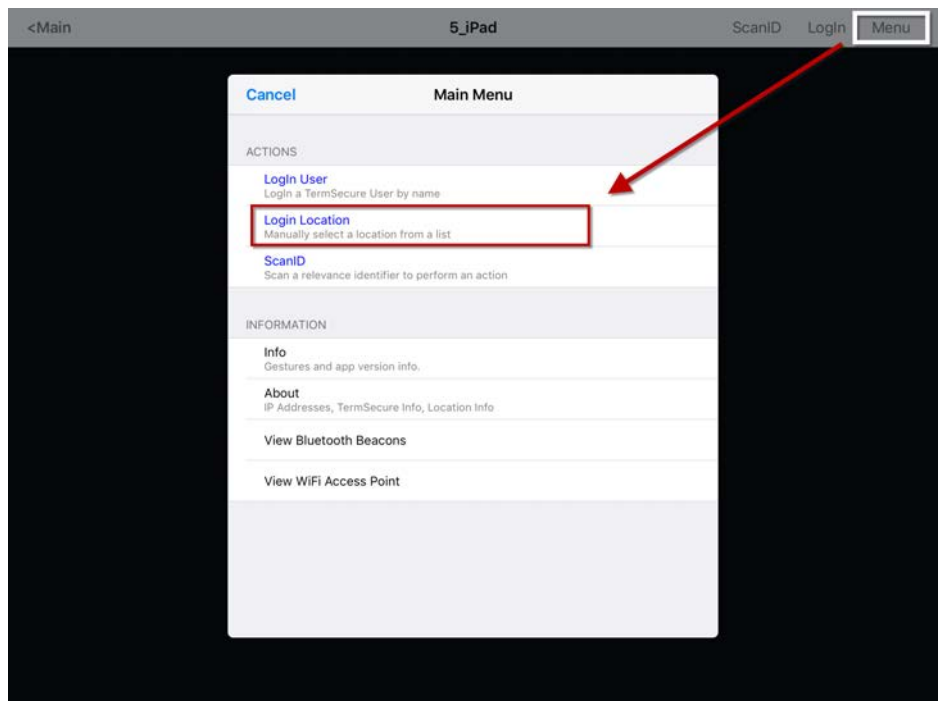 <Main 5_iPad ScanID LogIn Menu
Cancel Main Menu
ACTIONS
LogIn User
LogIn a TermSecure User by name
Login Location
Manually select a location from a list
ScanID
Scan a relevance identifier to perform an action
INFORMATION
Info
Gestures and app version info.
About
IP Addresses, TermSecure Info, Location Info
View Bluetooth Beacons
View WiFi Access Point